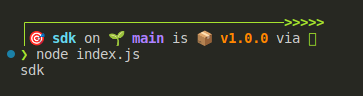 >>>>>
🎯 sdk on 🌱 main is 📦 v1.0.0 via
❯ node index.js
sdk